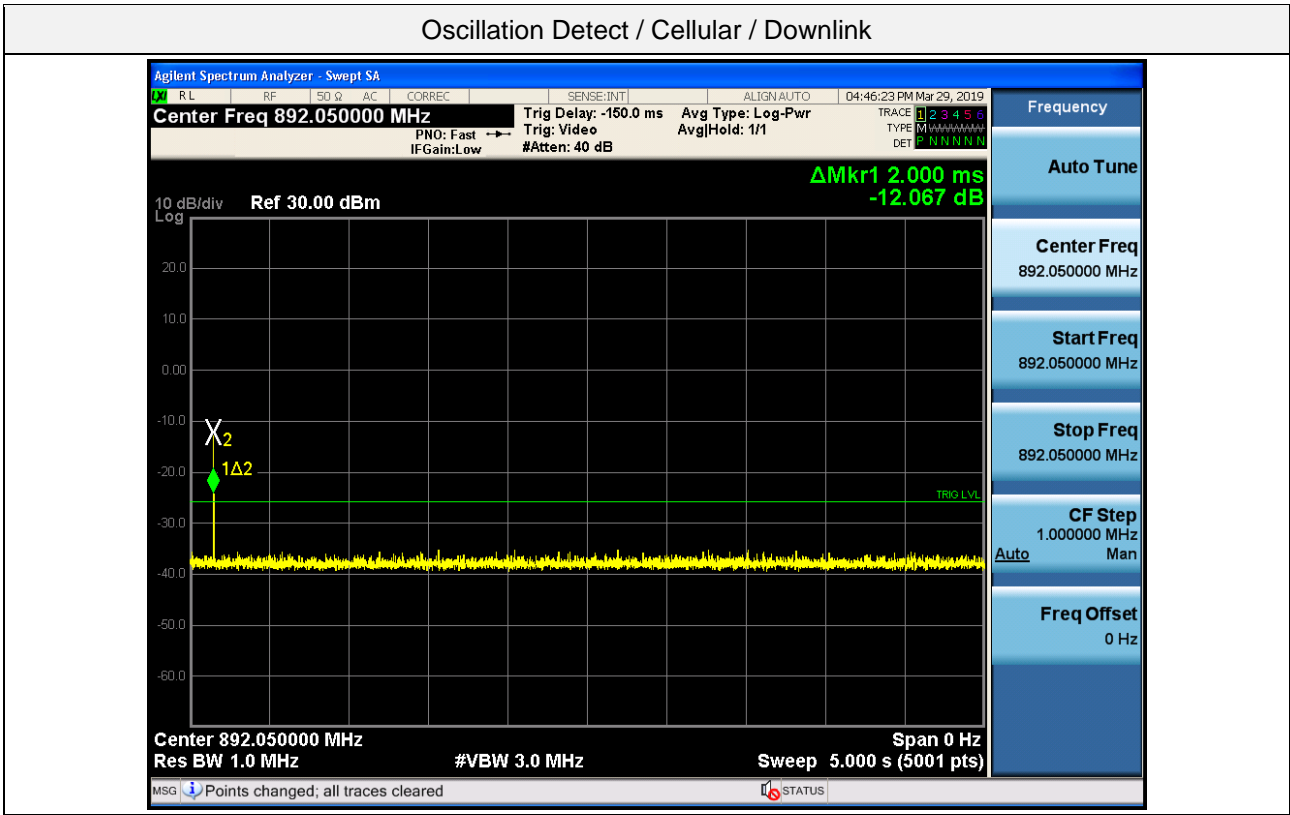 Oscillation Detect / Cellular / Downlink
Agilent Spectrum Analyzer - Swept SA
LXI RL RF 50 Ω AC CORREC SENSE:INT ALIGN AUTO 04:46:23 PM Mar 29, 2019
Center Freq 892.050000 MHz
PNO: Fast
IFGain:Low
Trig Delay: -150.0 ms
Trig: Video
#Atten: 40 dB
Avg Type: Log-Pwr
Avg|Hold: 1/1
TRACE 1 2 3 4 5 6
TYPE M WWWWW
DET P N N N N N
ΔMkr1 2.000 ms
-12.067 dB
10 dB/div Ref 30.00 dBm
Log
20.0
10.0
0.00
-10.0
2
1Δ2
-20.0
TRIG LVL
-30.0
-40.0
-50.0
-60.0
Center 892.050000 MHz Span 0 Hz
Res BW 1.0 MHz #VBW 3.0 MHz Sweep 5.000 s (5001 pts)
MSG Points changed; all traces cleared STATUS
Frequency
Auto Tune
Center Freq
892.050000 MHz
Start Freq
892.050000 MHz
Stop Freq
892.050000 MHz
CF Step
1.000000 MHz
Auto Man
Freq Offset
0 Hz